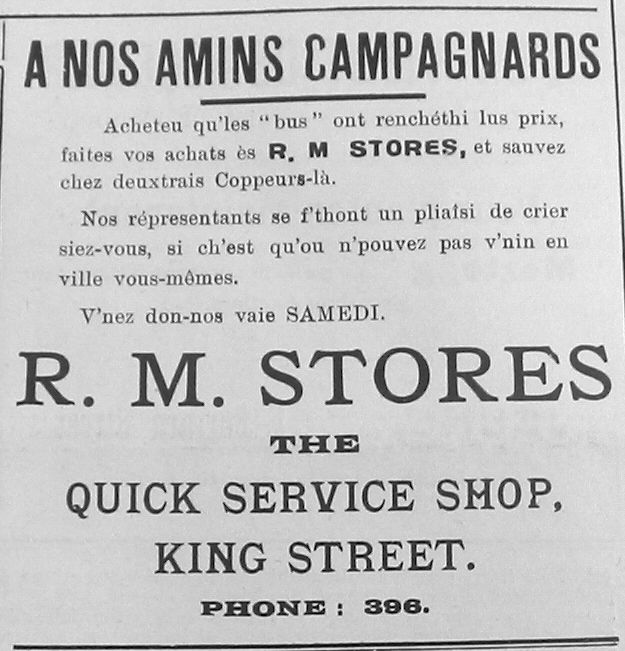 A NOS AMINS CAMPAGNARDS
Acheteu qu'les "bus" ont renchéthi lus prix,
faites vos achats ès R. M STORES, et sauvez
chez deuxtrais Coppeurs-là.
Nos répresentants se f'thont un pliaîsi de crier
siez-vous, si ch'est qu'ou n'pouvez pas v'nin en
ville vous-mêmes.
V'nez don-nos vaie SAMEDI.
R. M. STORES
THE
QUICK SERVICE SHOP,
KING STREET.
PHONE : 396.